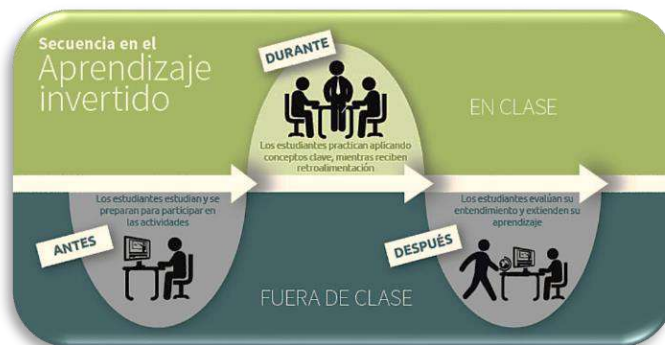 Secuencia en el
Aprendizaje
invertido
DURANTE
EN CLASE
Los estudiantes practican aplicando
conceptos clave, mientras reciben
retroalimentación
Los estudiantes estudian y se
preparan para participar en
las actividades
ANTES
Los estudiantes evalúan su
entendimiento y extienden su
aprendizaje
DESPUÉS
FUERA DE CLASE